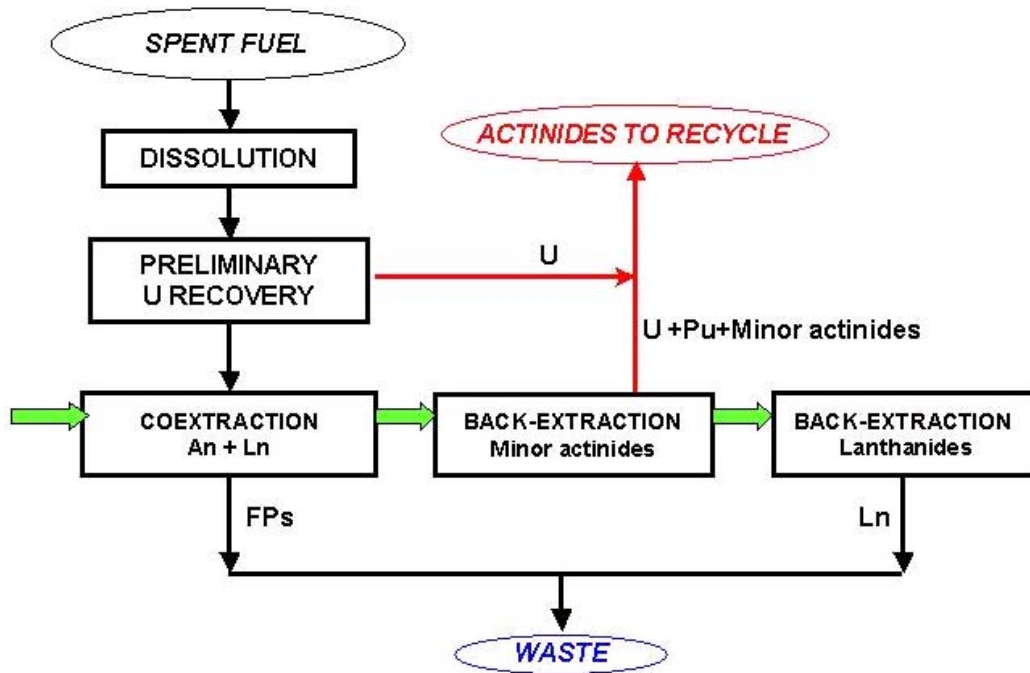 SPENT FUEL
DISSOLUTION
ACTINIDES TO RECYCLE
PRELIMINARY
U RECOVERY
U
U +Pu+Minor actinides
COEXTRACTION
An + Ln
BACK-EXTRACTION
Minor actinides
BACK-EXTRACTION
Lanthanides
FPs
Ln
WASTE